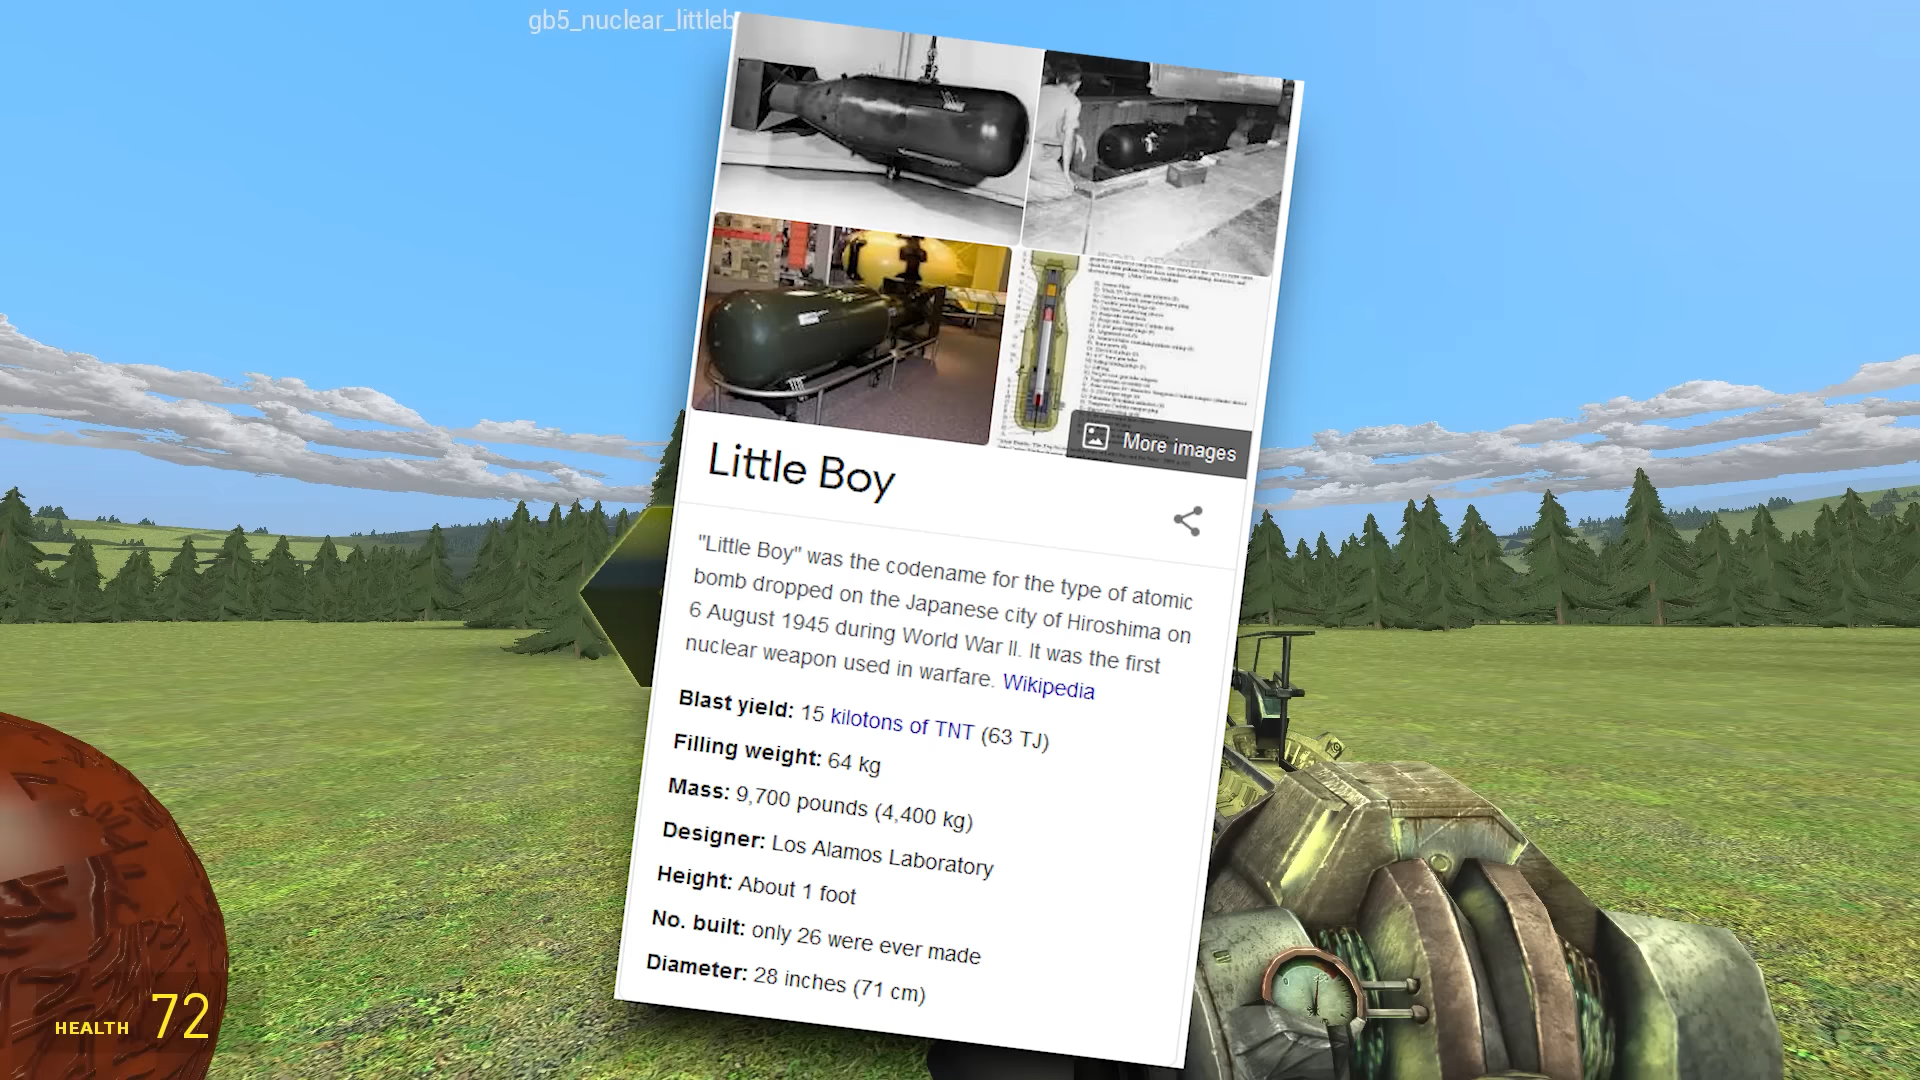 gb5_nuclear_littleb
More images
Little Boy
"Little Boy" was the codename for the type of atomic
bomb dropped on the Japanese city of Hiroshima on
6 August 1945 during World War II. It was the first
nuclear weapon used in warfare. Wikipedia
Blast yield: 15 kilotons of TNT (63 TJ)
Filling weight: 64 kg
Mass: 9,700 pounds (4,400 kg)
Designer: Los Alamos Laboratory
Height: About 1 foot
No. built: only 26 were ever made
Diameter: 28 inches (71 cm)
HEALTH 72